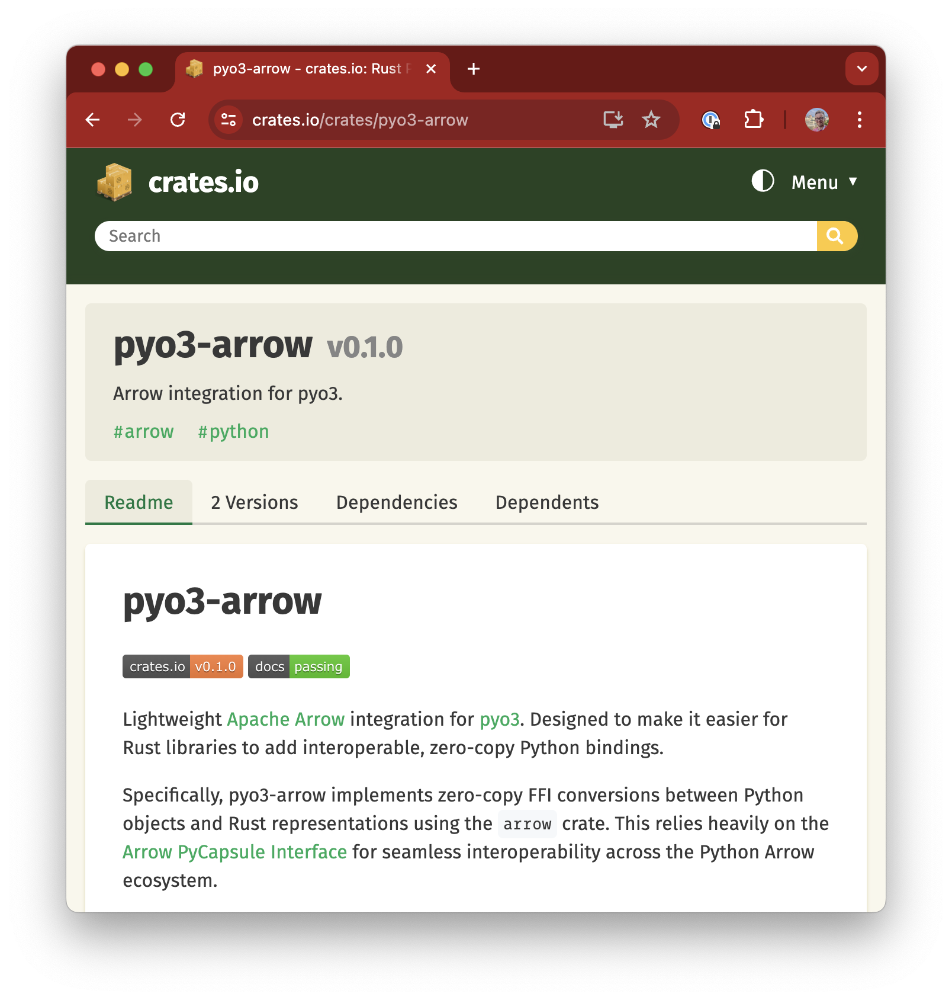 pyo3-arrow - crates.io: Rust
crates.io/crates/pyo3-arrow
crates.io
Menu ▼
Search
pyo3-arrow v0.1.0
Arrow integration for pyo3.
#arrow #python
Readme 2 Versions Dependencies Dependents
pyo3-arrow
crates.io v0.1.0 docs passing
Lightweight Apache Arrow integration for pyo3. Designed to make it easier for
Rust libraries to add interoperable, zero-copy Python bindings.
Specifically, pyo3-arrow implements zero-copy FFI conversions between Python
objects and Rust representations using the arrow crate. This relies heavily on the
Arrow PyCapsule Interface for seamless interoperability across the Python Arrow
ecosystem.